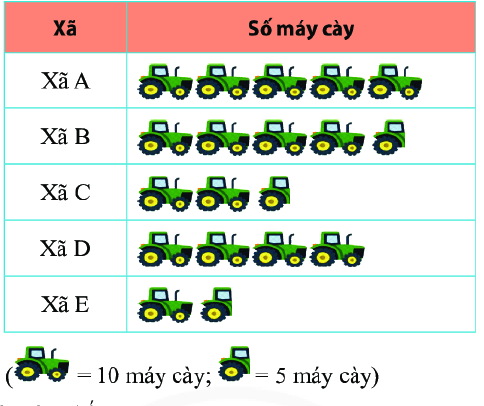 Xã Số máy cày
Xã A
Xã B
Xã C
Xã D
Xã E
( = 10 máy cày; = 5 máy cày)